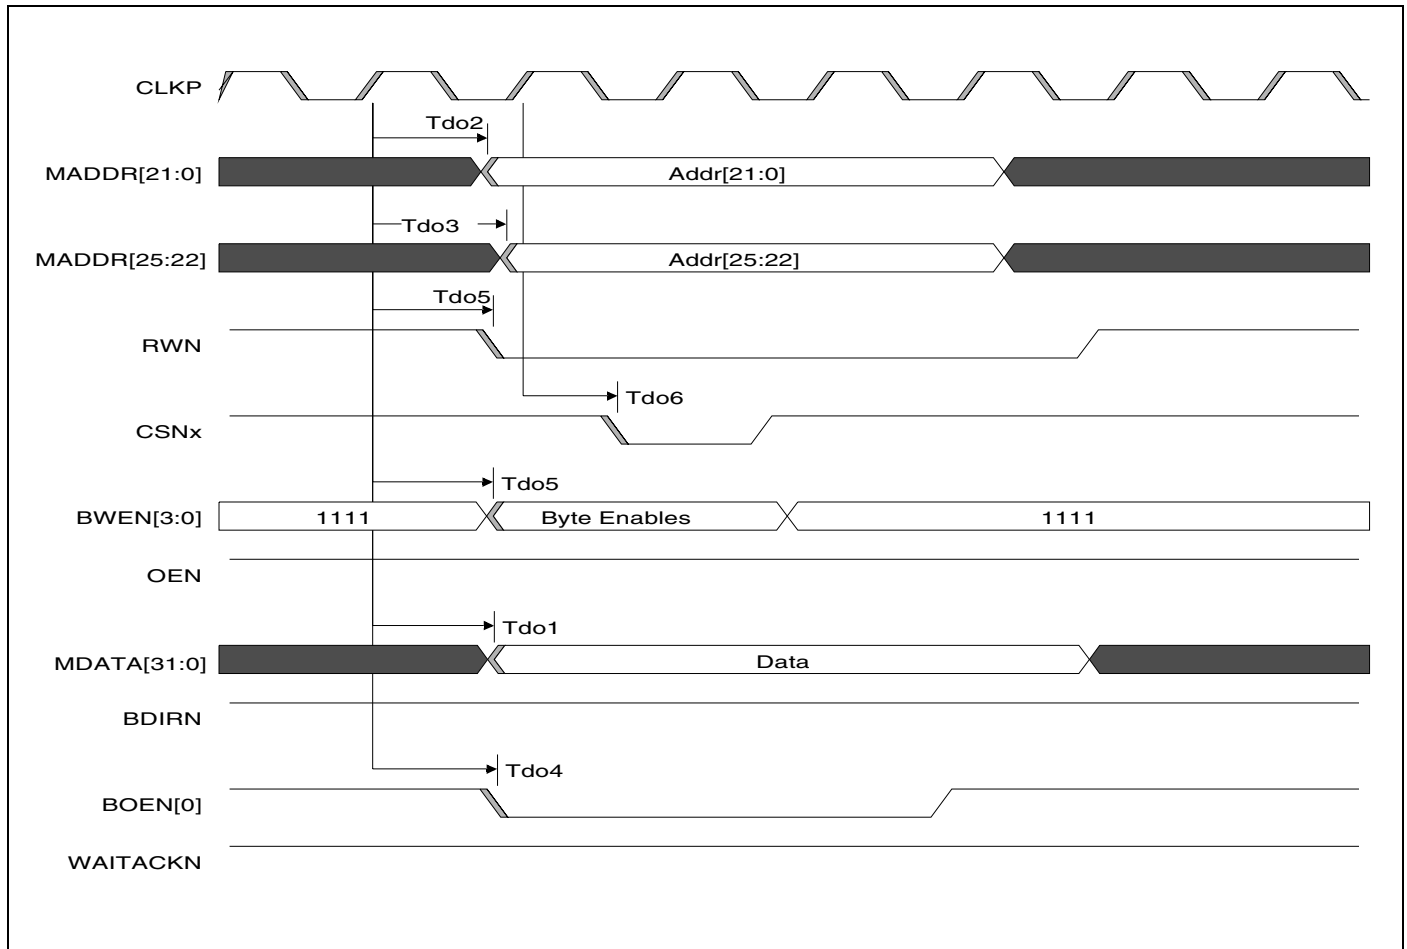 CLKP
Tdo2
MADDR[21:0]
Addr[21:0]
Tdo3
MADDR[25:22]
Addr[25:22]
Tdo5
RWN
Tdo6
CSNx
Tdo5
BWEN[3:0]
1111
Byte Enables
1111
OEN
Tdo1
MDATA[31:0]
Data
BDIRN
Tdo4
BOEN[0]
WAITACKN